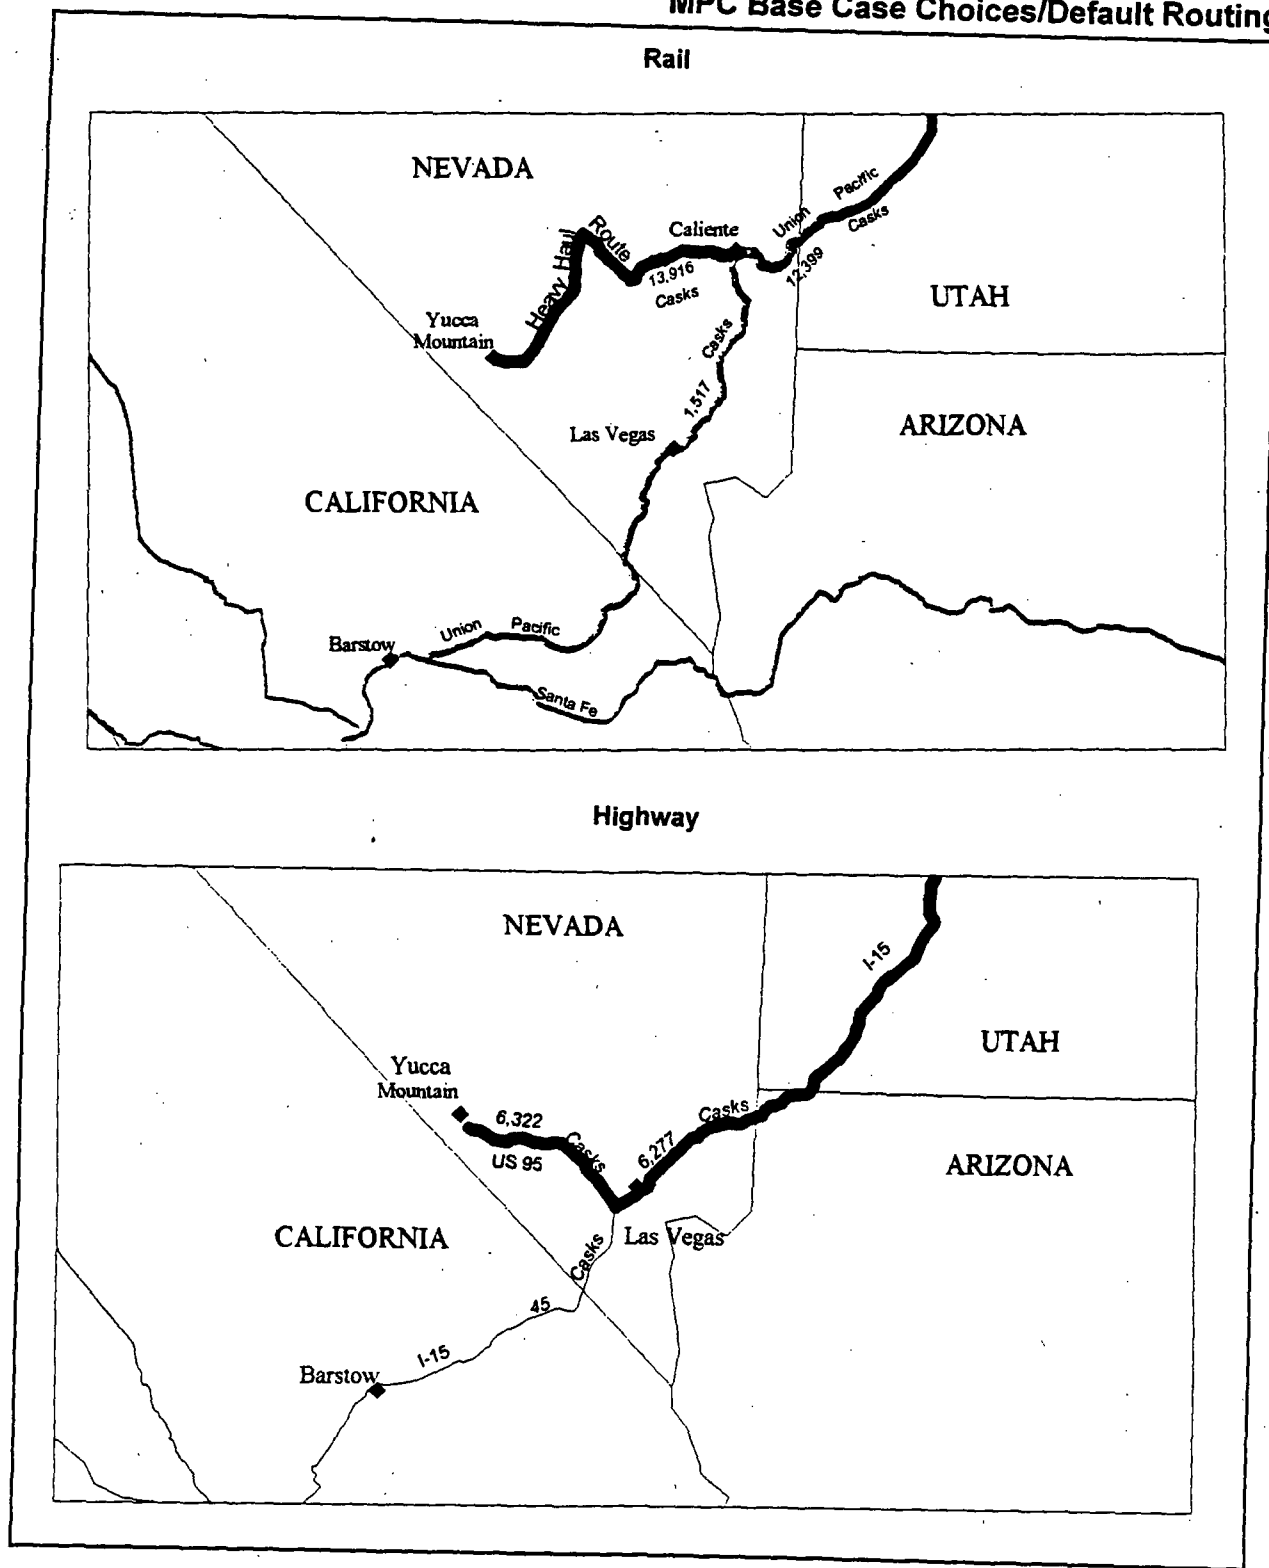 MPC Base Case Choices/Default Routing
Rail
NEVADA
Union Pacific
12,399 Casks
Caliente
Heavy Haul Route
13,916
Casks
UTAH
Yucca
Mountain
1,517 Casks
ARIZONA
Las Vegas
CALIFORNIA
Union Pacific
Barstow
Santa Fe
Highway
NEVADA
I-15
UTAH
Yucca
Mountain
6,322 Casks
US 95
6,277 Casks
ARIZONA
CALIFORNIA
Las Vegas
45 Casks
I-15
Barstow